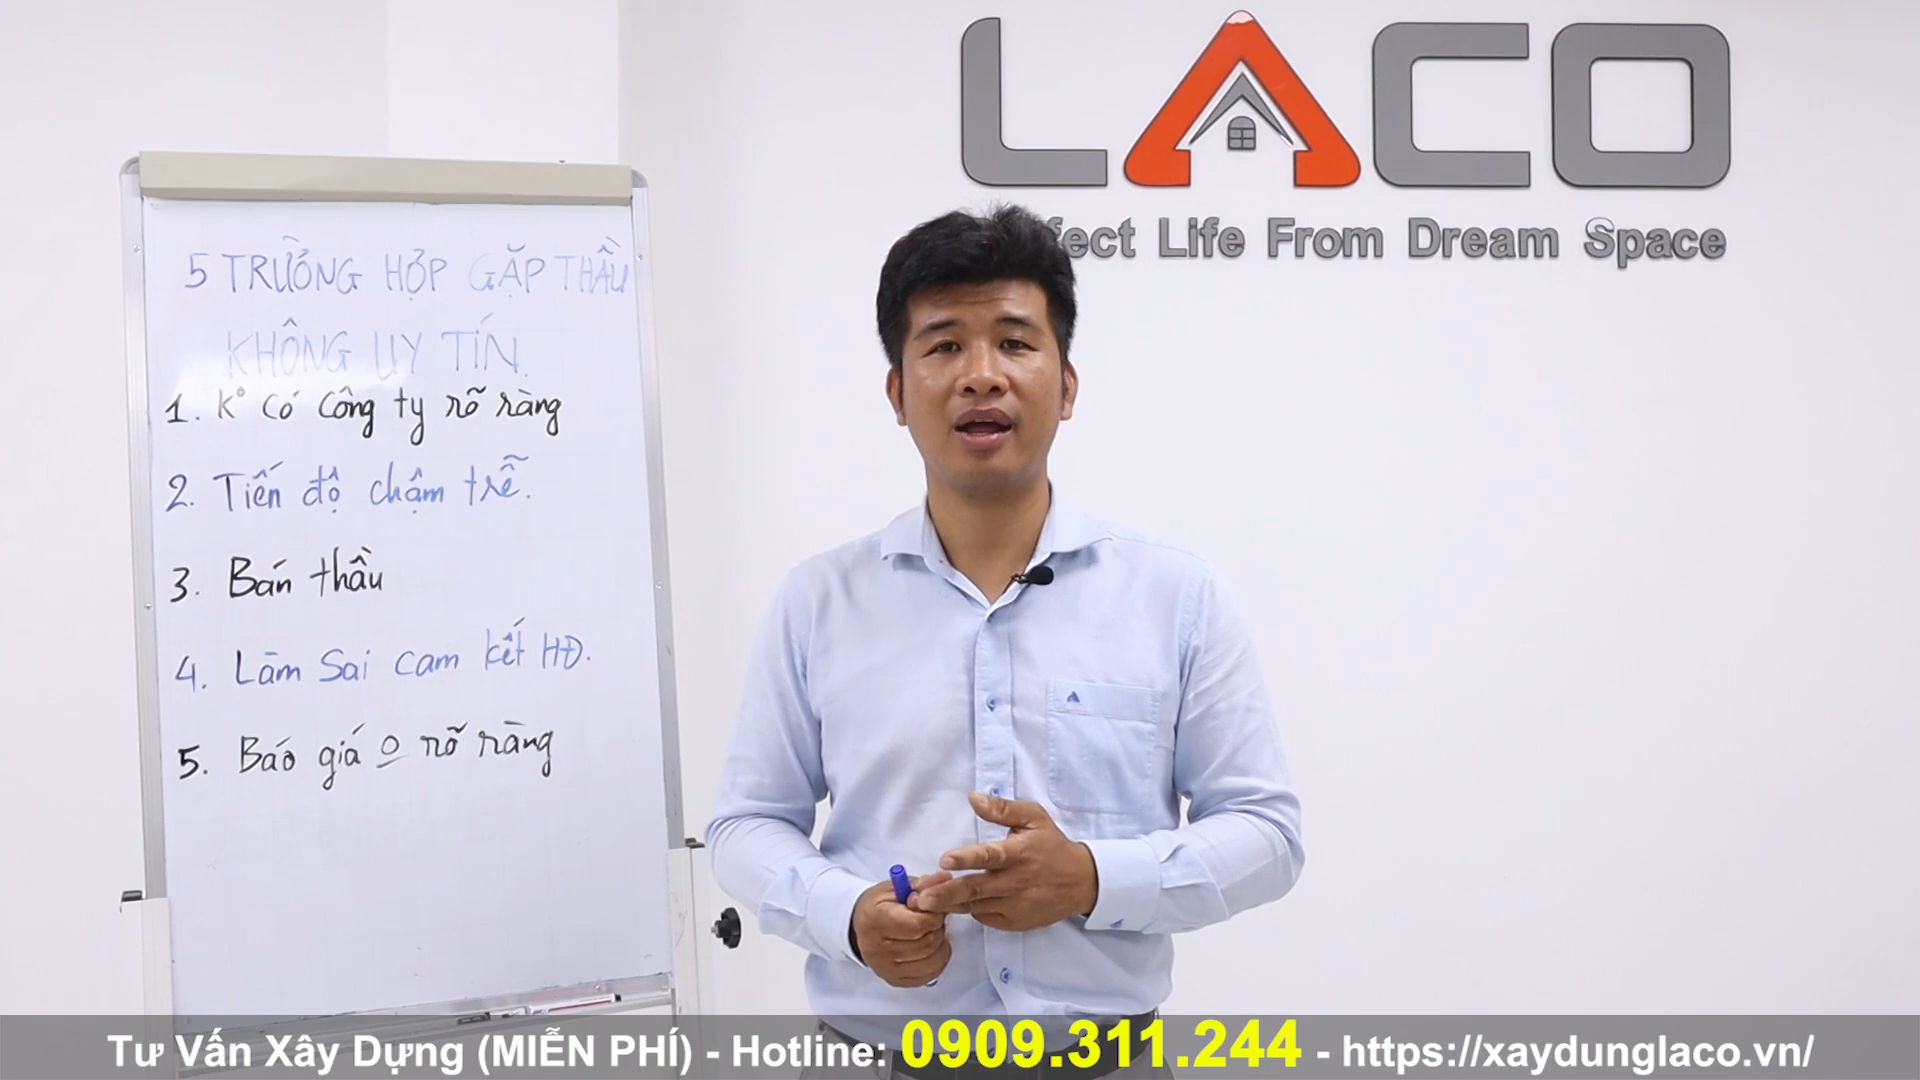 LACO
fect Life From Dream Space
5 TRƯỜNG HỢP GẶP THẦU
KHÔNG UY TÍN.
1. K° Có Công ty rõ ràng
2. Tiến độ chậm trễ.
3. Bán thầu
4. Làm Sai cam kết HĐ.
5. Báo giá O rõ ràng
Tư Vấn Xây Dựng (MIỄN PHÍ) - Hotline: 0909.311.244 - https://xaydunglaco.vn/